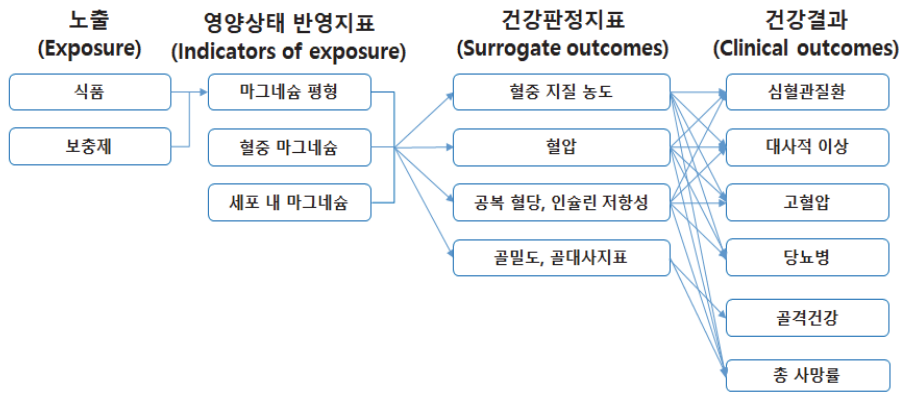 노출
(Exposure)
식품
보충제
영양상태 반영지표
(Indicators of exposure)
마그네슘 평형
혈중 마그네슘
세포 내 마그네슘
건강판정지표
(Surrogate outcomes)
혈중 지질 농도
혈압
공복 혈당, 인슐린 저항성
골밀도, 골대사지표
건강결과
(Clinical outcomes)
심혈관질환
대사적 이상
고혈압
당뇨병
골격건강
총 사망률